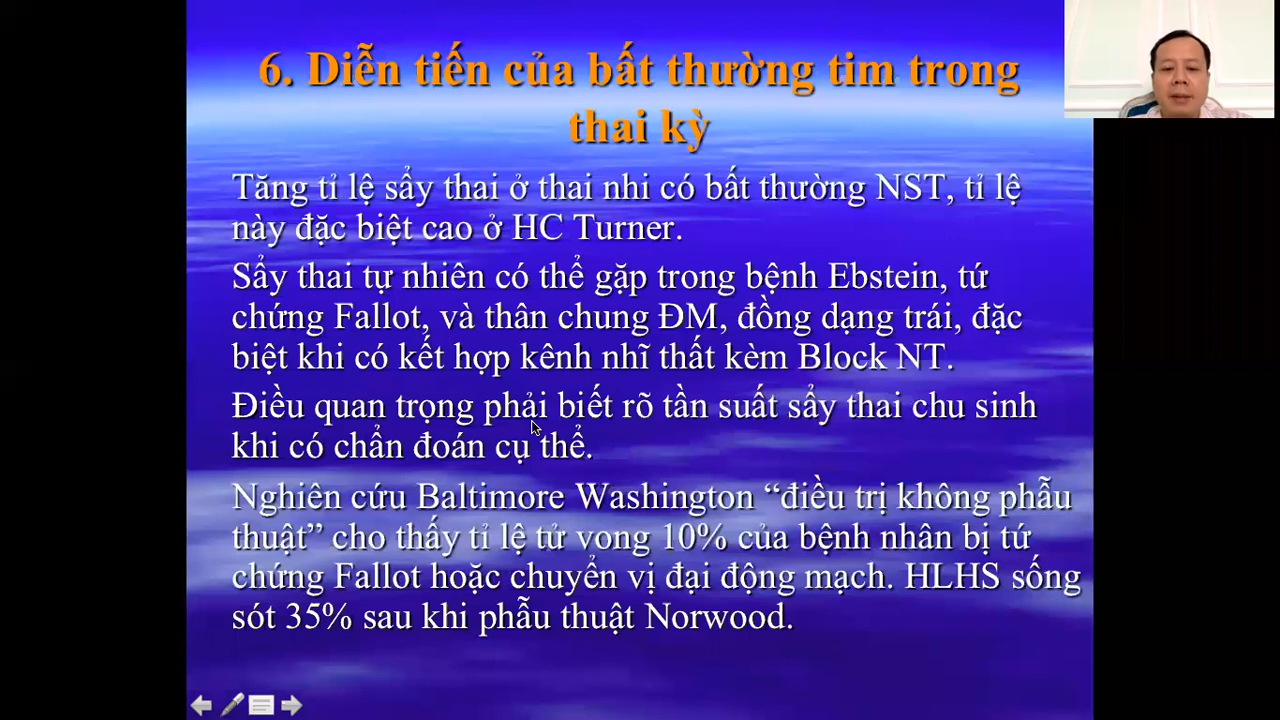 6. Diễn tiến của bất thường tim trong
thai kỳ
Tăng tỉ lệ sẩy thai ở thai nhi có bất thường NST, tỉ lệ
này đặc biệt cao ở HC Turner.
Sẩy thai tự nhiên có thể gặp trong bệnh Ebstein, tứ
chứng Fallot, và thân chung ĐM, đồng dạng trái, đặc
biệt khi có kết hợp kênh nhĩ thất kèm Block NT.
Điều quan trọng phải biết rõ tần suất sẩy thai chu sinh
khi có chẩn đoán cụ thể.
Nghiên cứu Baltimore Washington “điều trị không phẫu
thuật” cho thấy tỉ lệ tử vong 10% của bệnh nhân bị tứ
chứng Fallot hoặc chuyển vị đại động mạch. HLHS sống
sót 35% sau khi phẫu thuật Norwood.